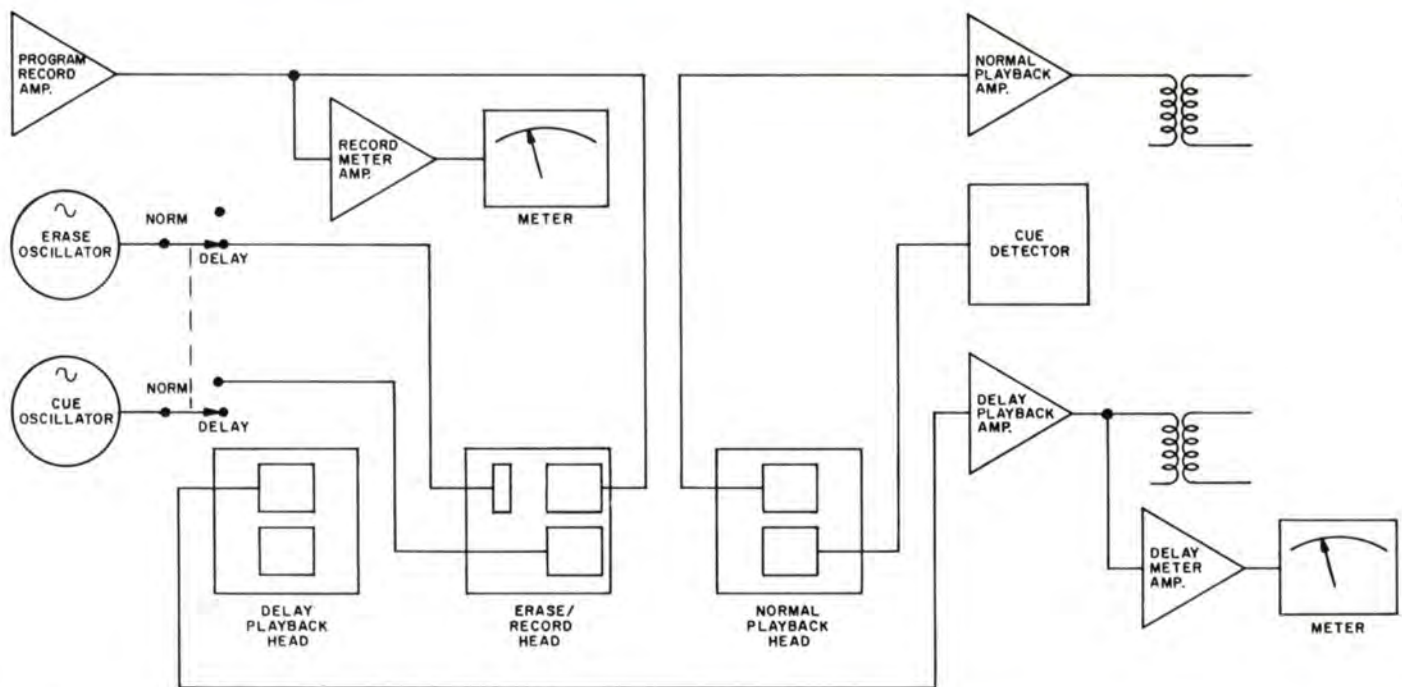 PROGRAM
RECORD
AMP.
RECORD
METER
AMP.
METER
NORMAL
PLAYBACK
AMP.
ERASE
OSCILLATOR
NORM
DELAY
CUE
DETECTOR
CUE
OSCILLATOR
NORM
DELAY
DELAY
PLAYBACK
AMP.
DELAY
METER
AMP.
METER
DELAY
PLAYBACK
HEAD
ERASE/
RECORD
HEAD
NORMAL
PLAYBACK
HEAD